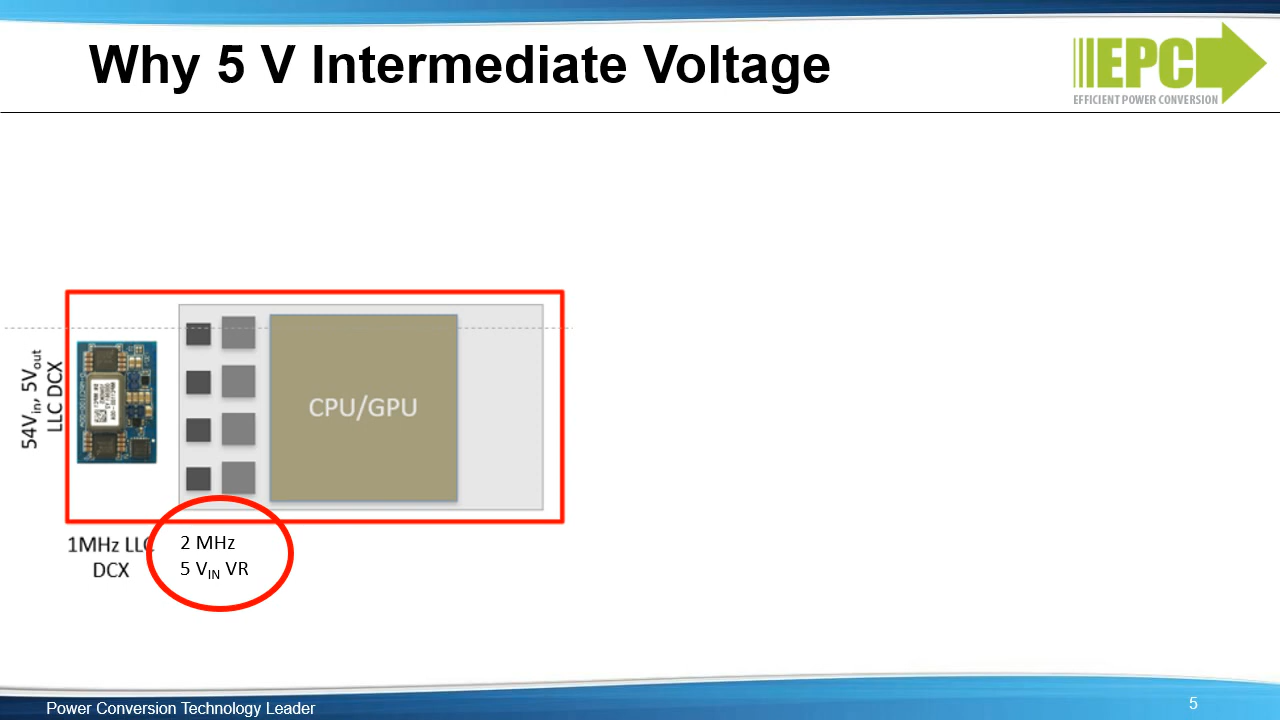 Why 5 V Intermediate Voltage
EPC
EFFICIENT POWER CONVERSION
54Vin, 5Vout
LLC DCX
CPU/GPU
1MHz LLC
DCX
2 MHz
5 VIN VR
Power Conversion Technology Leader
5